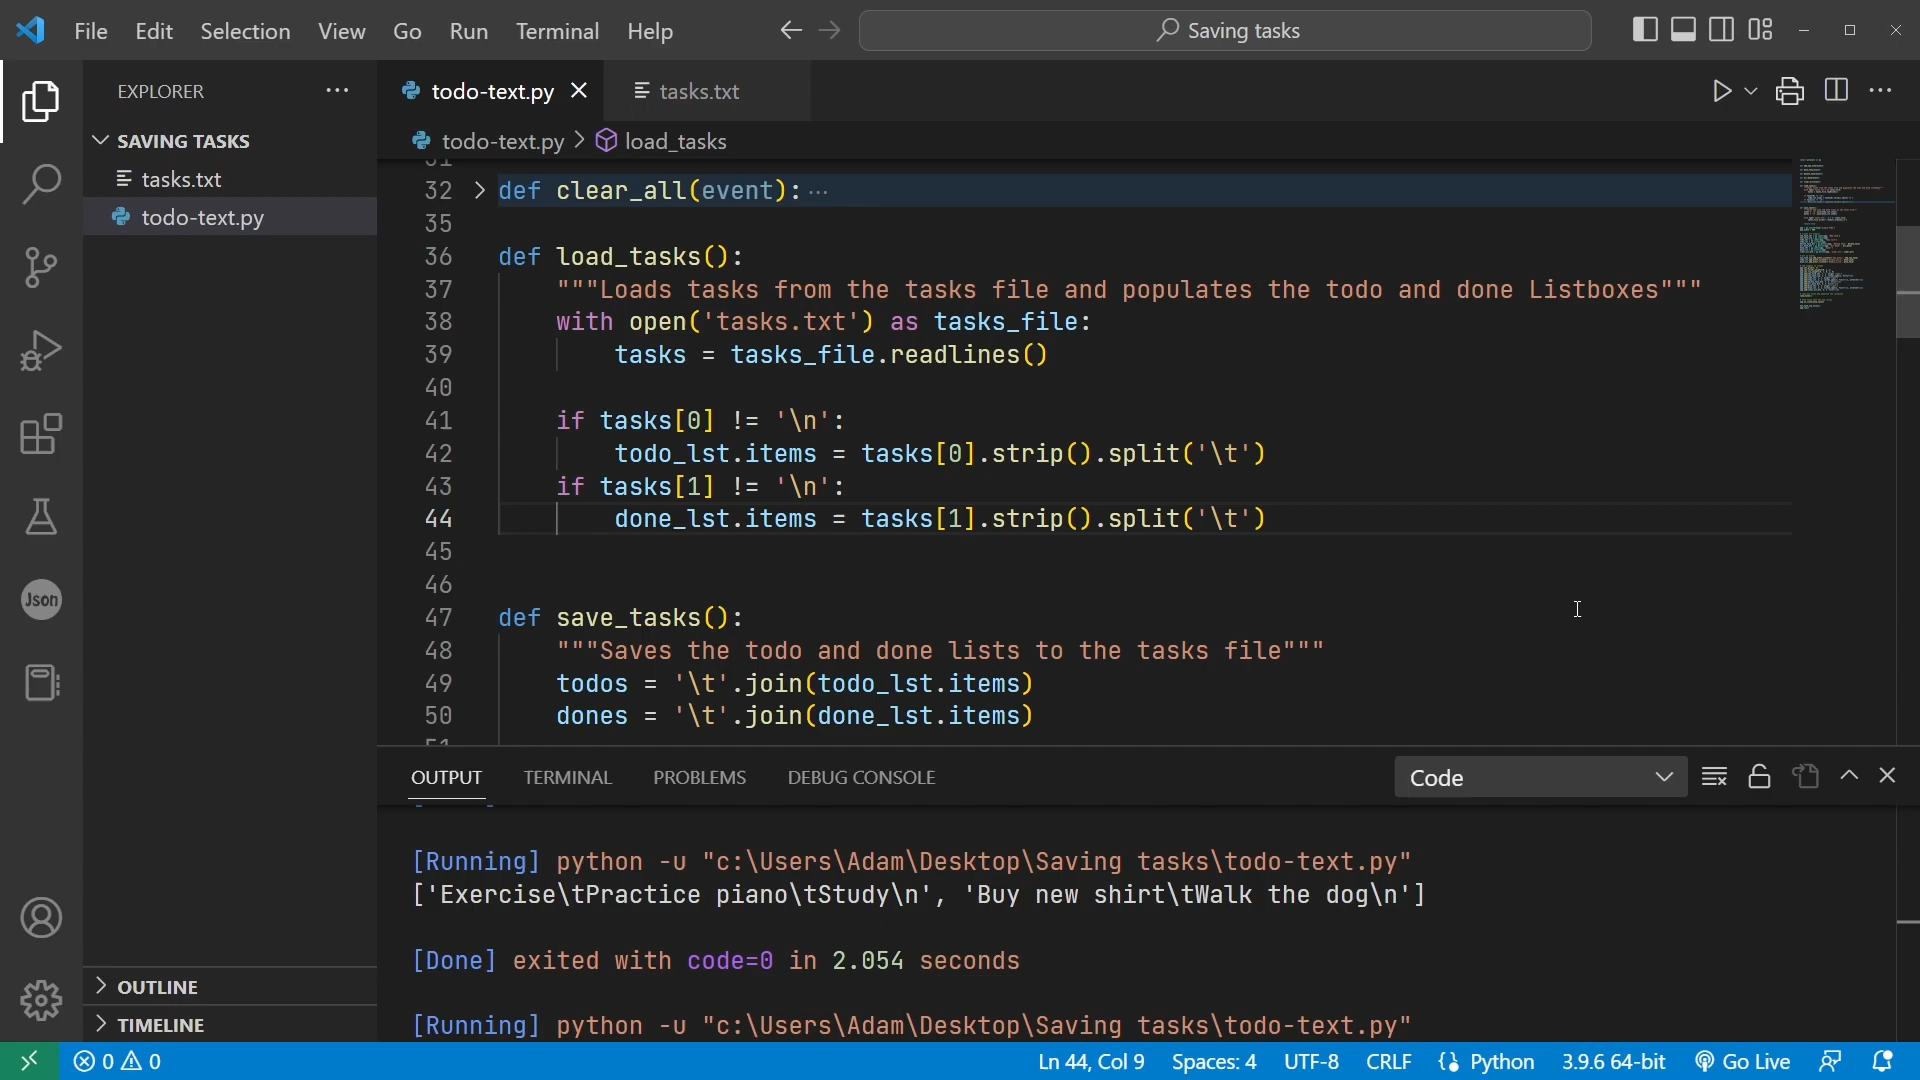 File Edit Selection View Go Run Terminal Help
Saving tasks
EXPLORER
SAVING TASKS
tasks.txt
todo-text.py
OUTLINE
TIMELINE
todo-text.py
tasks.txt
todo-text.py > load_tasks
31
32 def clear_all(event): ...
35
36 def load_tasks():
37 """Loads tasks from the tasks file and populates the todo and done Listboxes"""
38 with open('tasks.txt') as tasks_file:
39 tasks = tasks_file.readlines()
40
41 if tasks[0] != '\n':
42 todo_lst.items = tasks[0].strip().split('\t')
43 if tasks[1] != '\n':
44 done_lst.items = tasks[1].strip().split('\t')
45
46
47 def save_tasks():
48 """Saves the todo and done lists to the tasks file"""
49 todos = '\t'.join(todo_lst.items)
50 dones = '\t'.join(done_lst.items)
51
Json
OUTPUT TERMINAL PROBLEMS DEBUG CONSOLE
Code
[Running] python -u "c:\Users\Adam\Desktop\Saving tasks\todo-text.py"
['Exercise\tPractice piano\tStudy\n', 'Buy new shirt\tWalk the dog\n']
[Done] exited with code=0 in 2.054 seconds
[Running] python -u "c:\Users\Adam\Desktop\Saving tasks\todo-text.py"
0 0 Ln 44, Col 9 Spaces: 4 UTF-8 CRLF Python 3.9.6 64-bit Go Live